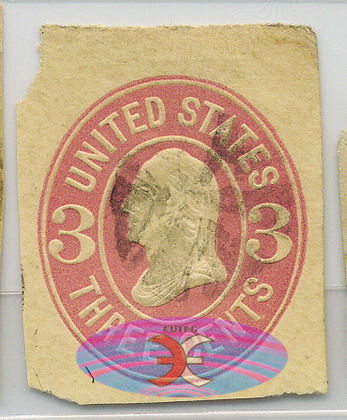 UNITED STATES
3 3
THREE CENTS